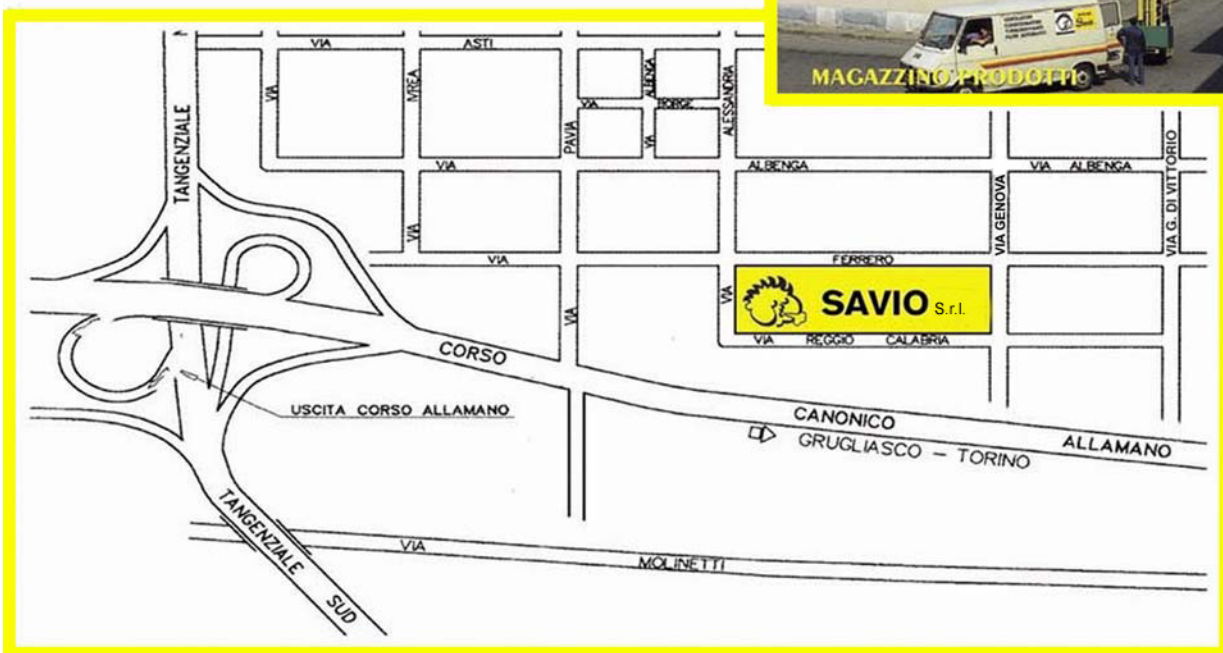 MAGAZZINO PRODOTTI
VIA ASTI
TANGENZIALE
VIA
IVREA
VIA
PAVIA
VIA
ALBENGA
VIA
VIA BORGE
ALESSANDRIA
VIA
VIA ALBENGA
VIA ALBENGA
VIA GENOVA
VIA G. DI VITTORIO
VIA FERRERO
SAVIO S.r.l.
VIA REGGIO CALABRIA
CORSO CANONICO ALLAMANO
USCITA CORSO ALLAMANO
GRUGLIASCO - TORINO
TANGENZIALE SUD
VIA MOLINETTI